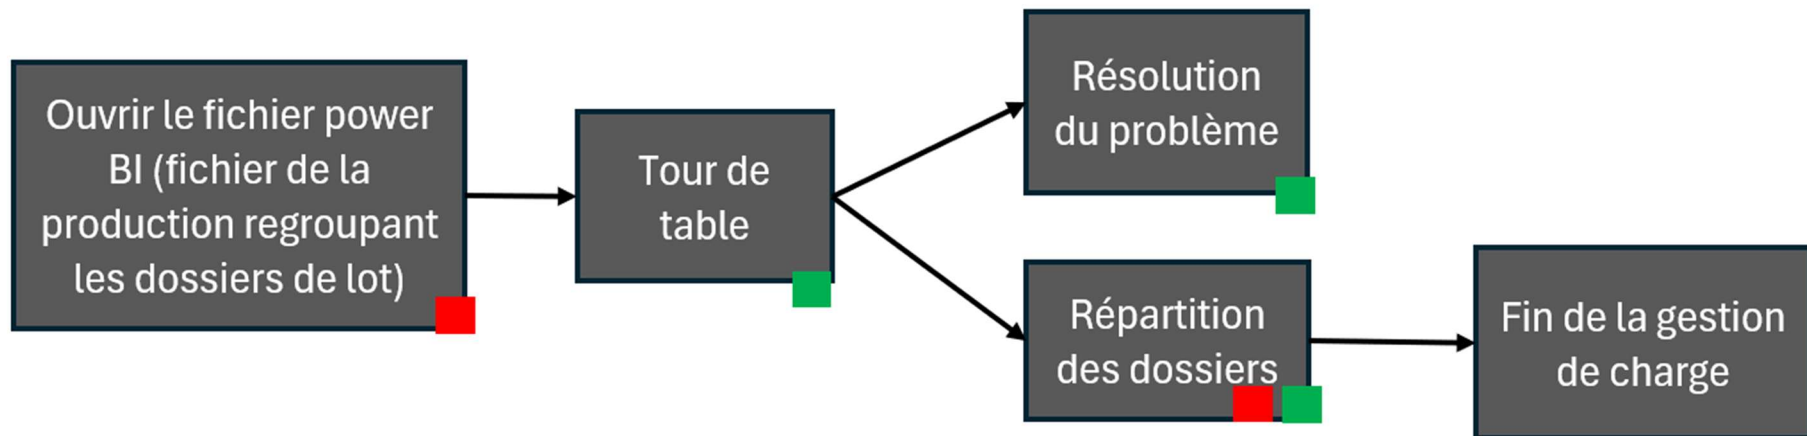 Ouvrir le fichier power
BI (fichier de la
production regroupant
les dossiers de lot)
Tour de
table
Résolution
du problème
Répartition
des dossiers
Fin de la gestion
de charge